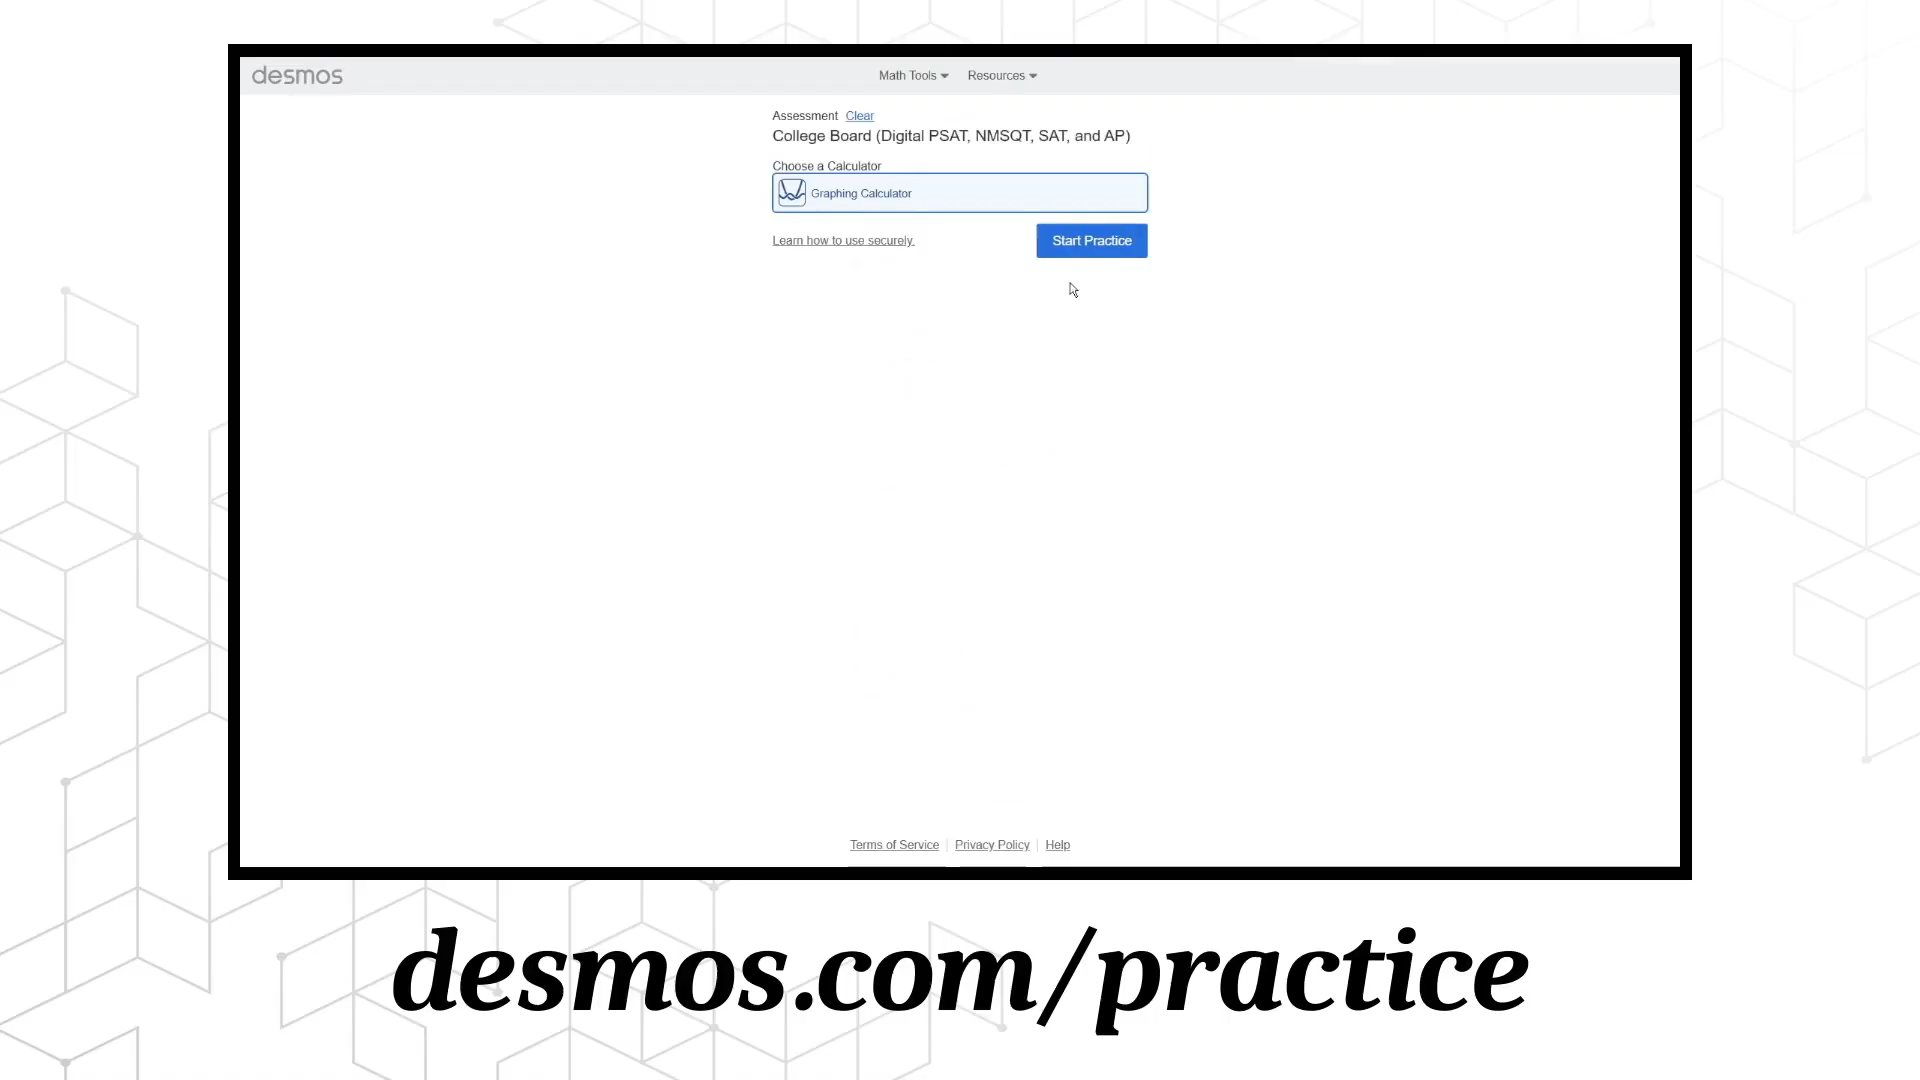 desmos
Math Tools
Resources
Assessment Clear
College Board (Digital PSAT, NMSQT, SAT, and AP)
Choose a Calculator
Graphing Calculator
Learn how to use securely.
Start Practice
Terms of Service
Privacy Policy
Help
desmos.com/practice